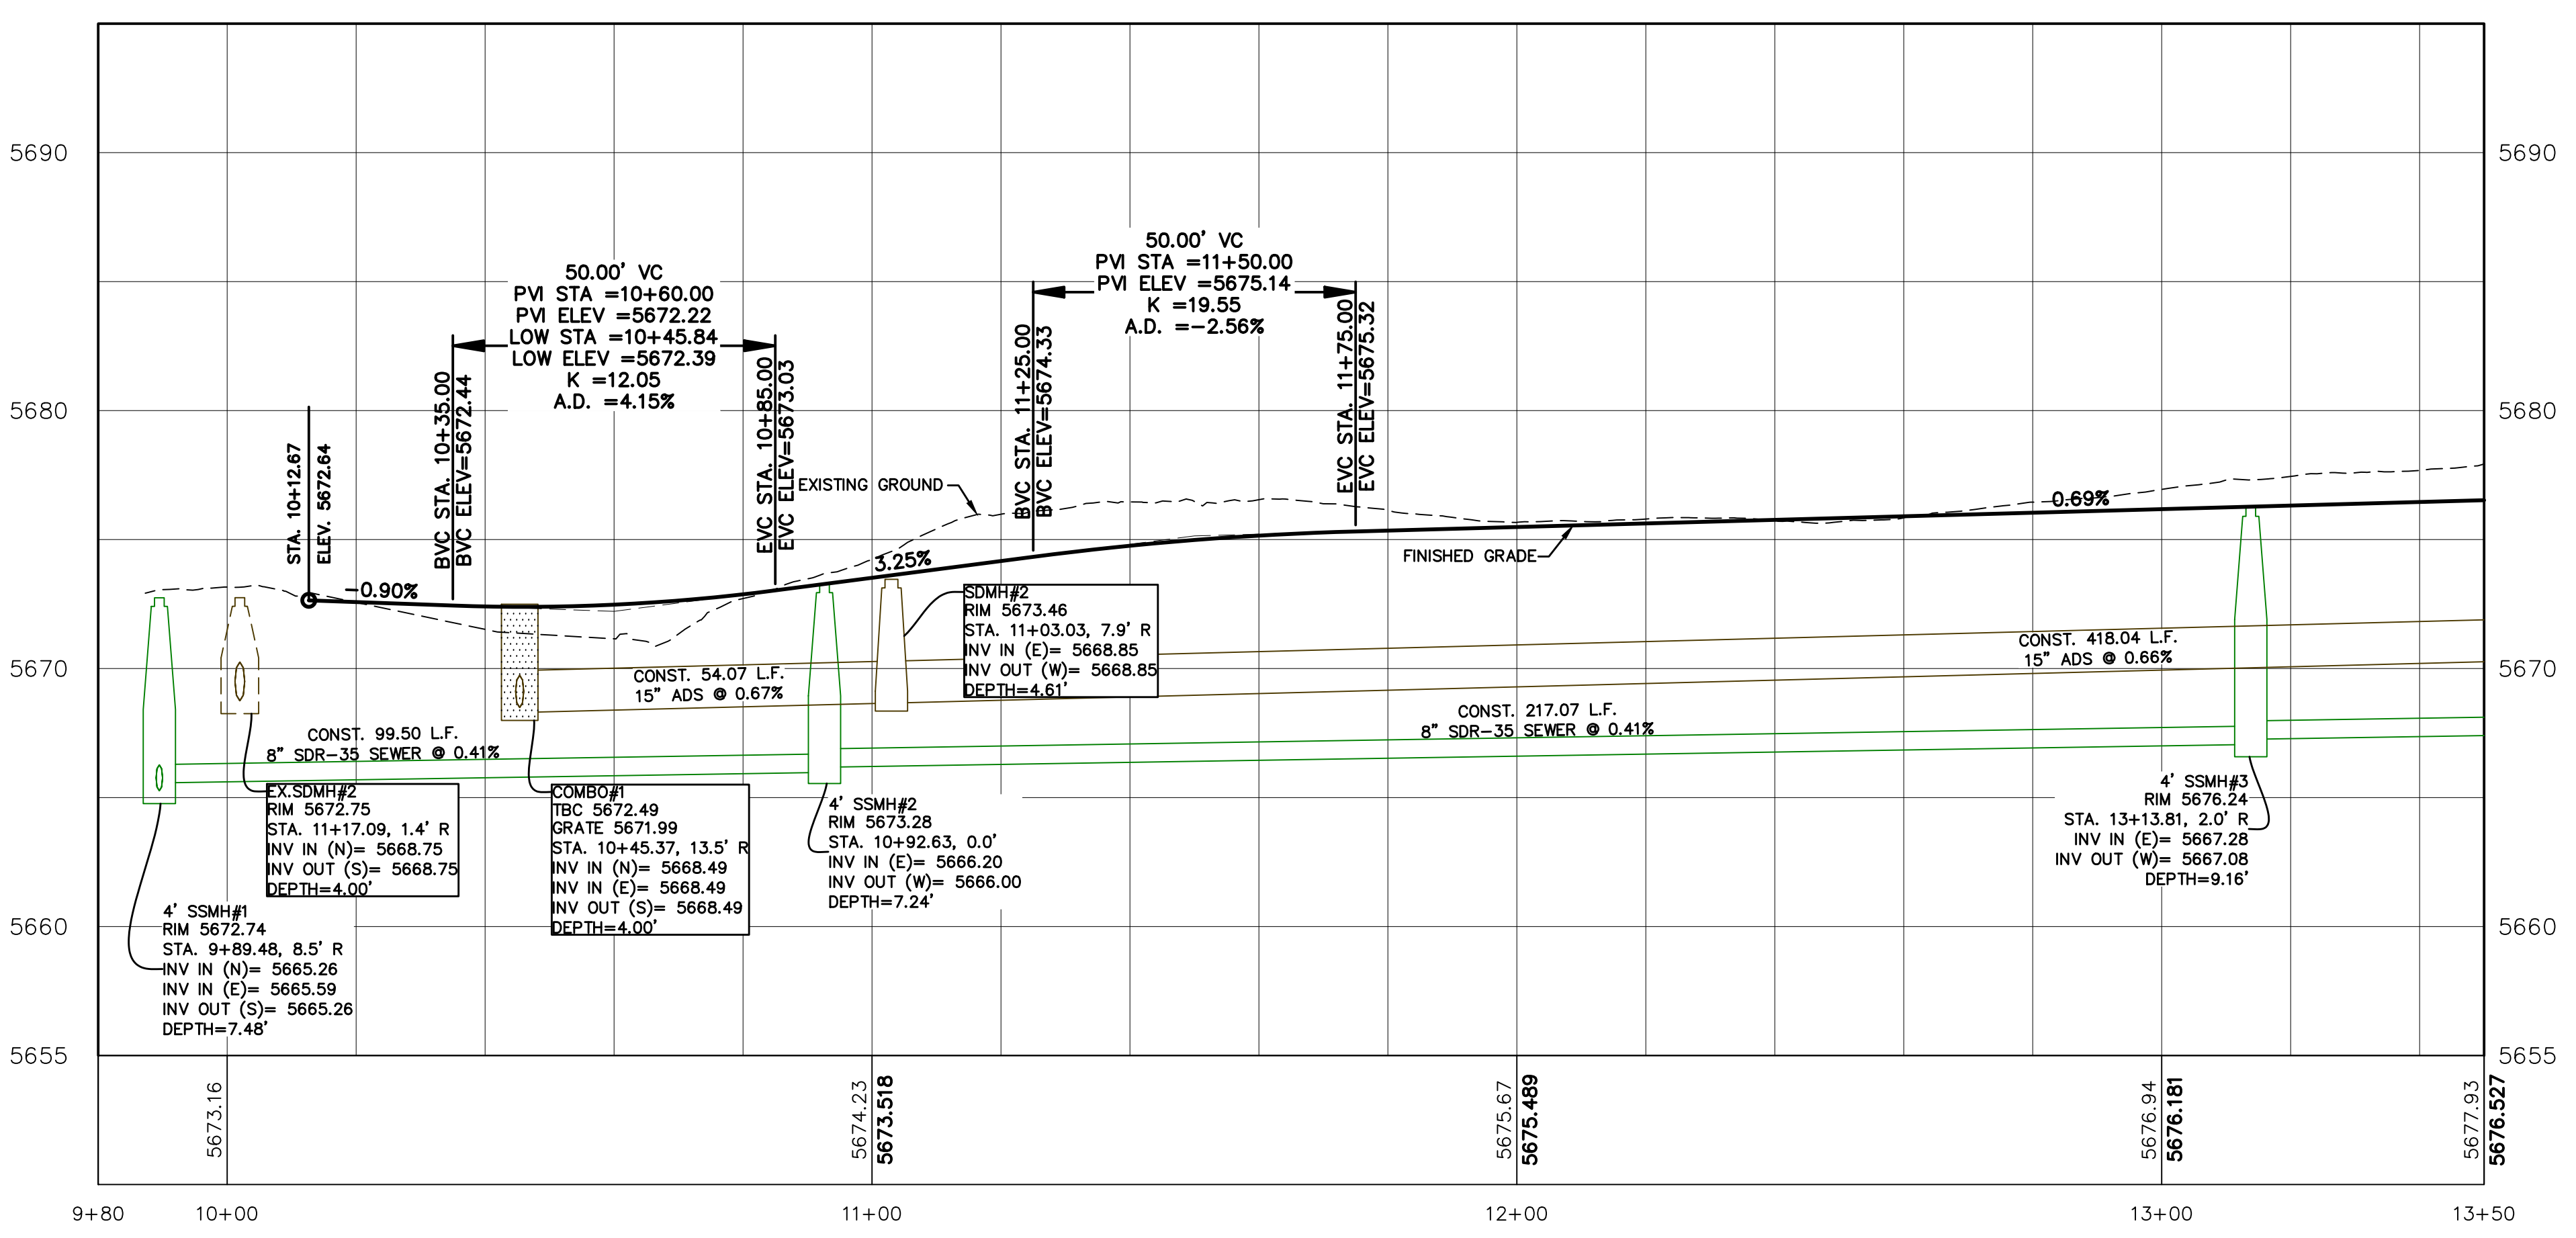 50.00' VC
PVI STA =11+50.00
PVI ELEV =5675.14
K =19.55
A.D. =-2.56%
50.00' VC
PVI STA =10+60.00
PVI ELEV =5672.22
LOW STA =10+45.84
LOW ELEV =5672.39
K =12.05
A.D. =4.15%
5690
5690
5680
5680
5670
5670
5660
5660
5655
5655
STA. 10+12.67
ELEV. 5672.64
BVC STA. 10+35.00
BVC ELEV=5672.44
EVC STA. 10+85.00
EVC ELEV=5673.03
BVC STA. 11+25.00
BVC ELEV=5674.33
EVC STA. 11+75.00
EVC ELEV=5675.32
EXISTING GROUND
FINISHED GRADE
-0.90%
3.25%
0.69%
SDMH#2
RIM 5673.46
STA. 11+03.03, 7.9' R
INV IN (E)= 5668.85
INV OUT (W)= 5668.85
DEPTH=4.61'
CONST. 54.07 L.F.
15" ADS @ 0.67%
CONST. 418.04 L.F.
15" ADS @ 0.66%
CONST. 99.50 L.F.
8" SDR-35 SEWER @ 0.41%
CONST. 217.07 L.F.
8" SDR-35 SEWER @ 0.41%
EX.SDMH#2
RIM 5672.75
STA. 11+17.09, 1.4' R
INV IN (N)= 5668.75
INV OUT (S)= 5668.75
DEPTH=4.00'
COMBO#1
TBC 5672.49
GRATE 5671.99
STA. 10+45.37, 13.5' R
INV IN (N)= 5668.49
INV IN (E)= 5668.49
INV OUT (S)= 5668.49
DEPTH=4.00'
4' SSMH#2
RIM 5673.28
STA. 10+92.63, 0.0'
INV IN (E)= 5666.20
INV OUT (W)= 5666.00
DEPTH=7.24'
4' SSMH#3
RIM 5676.24
STA. 13+13.81, 2.0' R
INV IN (E)= 5667.28
INV OUT (W)= 5667.08
DEPTH=9.16'
4' SSMH#1
RIM 5672.74
STA. 9+89.48, 8.5' R
INV IN (N)= 5665.26
INV IN (E)= 5665.59
INV OUT (S)= 5665.26
DEPTH=7.48'
5673.16
5674.23
5673.518
5675.67
5675.489
5676.94
5676.181
5677.93
5676.527
9+80
10+00
11+00
12+00
13+00
13+50